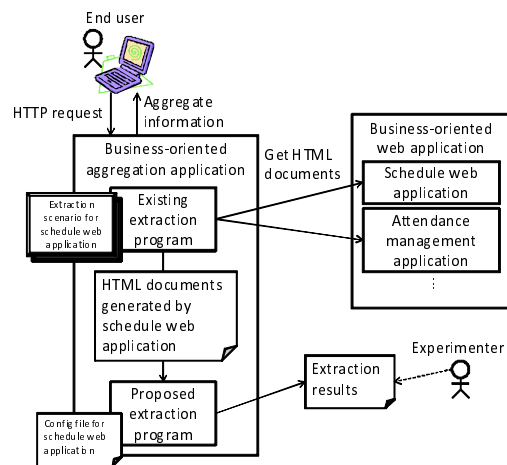 End user
HTTP request
Aggregate
information
Business-oriented
aggregation application
Get HTML
documents
Business-oriented
web application
Schedule web
application
Attendance
management
application
⋮
Extraction
scenario for
schedule web
application
Existing
extraction
program
HTML documents
generated by
schedule web
application
Proposed
extraction
program
Config file for
schedule web
application
Extraction
results
Experimenter